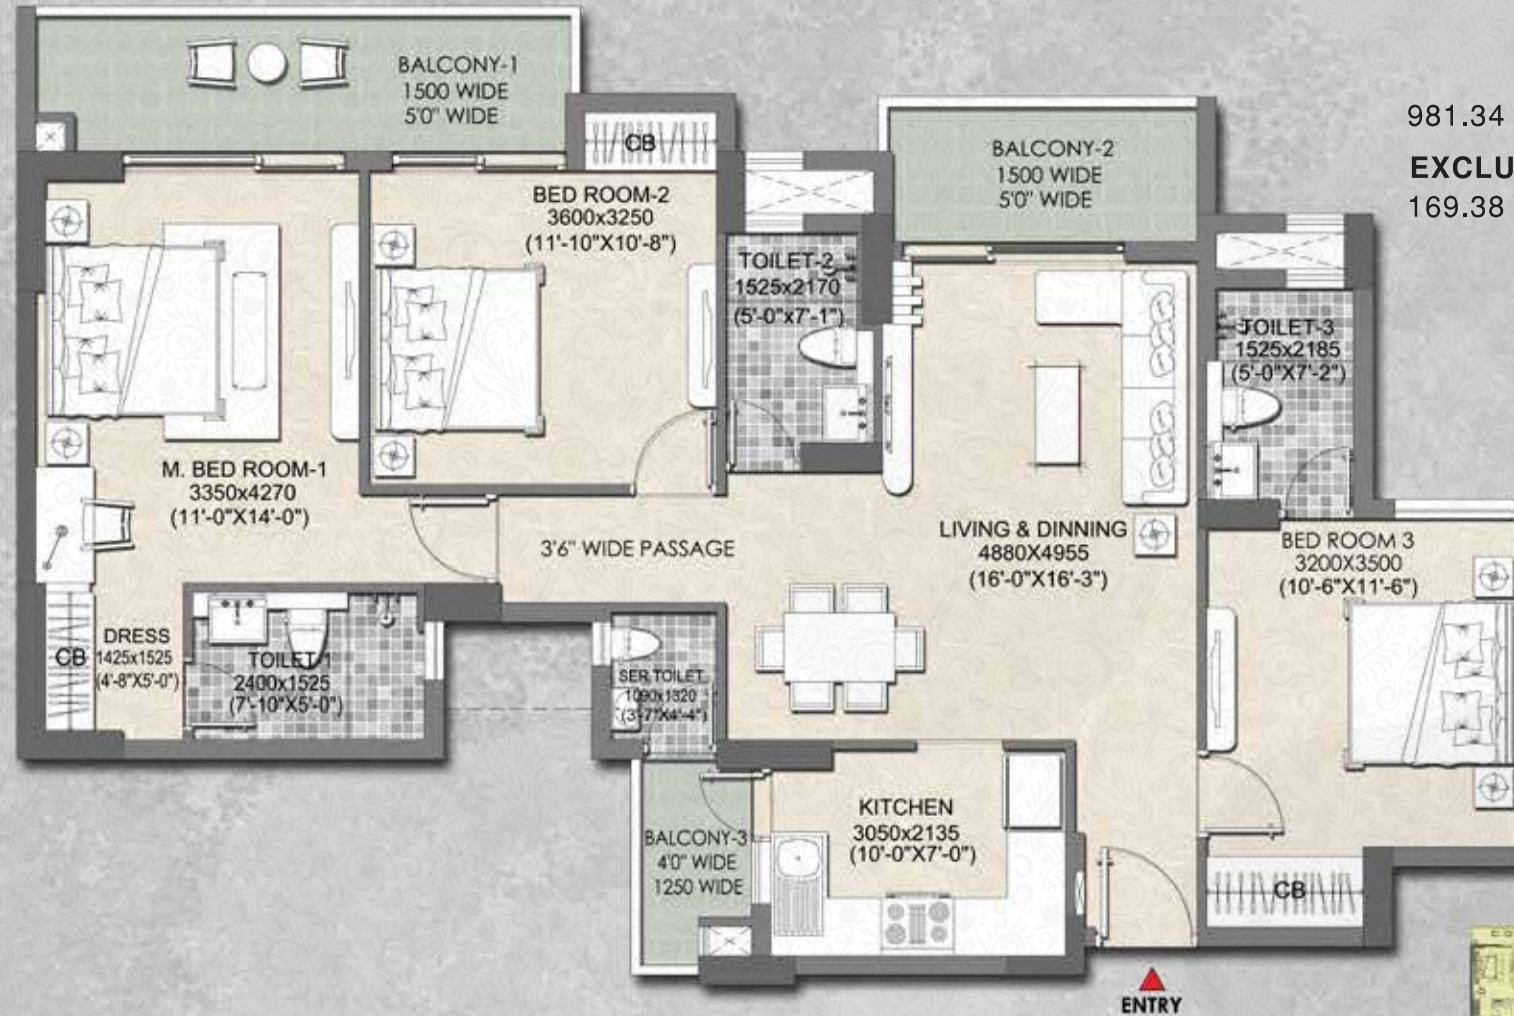 BALCONY-1
1500 WIDE
5'0" WIDE
CB
BED ROOM-2
3600x3250
(11'-10"X10'-8")
BALCONY-2
1500 WIDE
5'0" WIDE
981.34
EXCLU
169.38
TOILET-2
1525x2170
(5'-0"x7'-1")
TOILET-3
1525x2185
(5'-0"X7'-2")
M. BED ROOM-1
3350x4270
(11'-0"X14'-0")
3'6" WIDE PASSAGE
LIVING & DINNING
4880X4955
(16'-0"X16'-3")
BED ROOM 3
3200X3500
(10'-6"X11'-6")
CB
DRESS
1425x1525
(4'-8"X5'-0")
TOILET-1
2400x1525
(7'-10"X5'-0")
SER.TOILET
1090x1320
(3'-7"X4'-4")
BALCONY-3
4'0" WIDE
1250 WIDE
KITCHEN
3050x2135
(10'-0"X7'-0")
CB
ENTRY